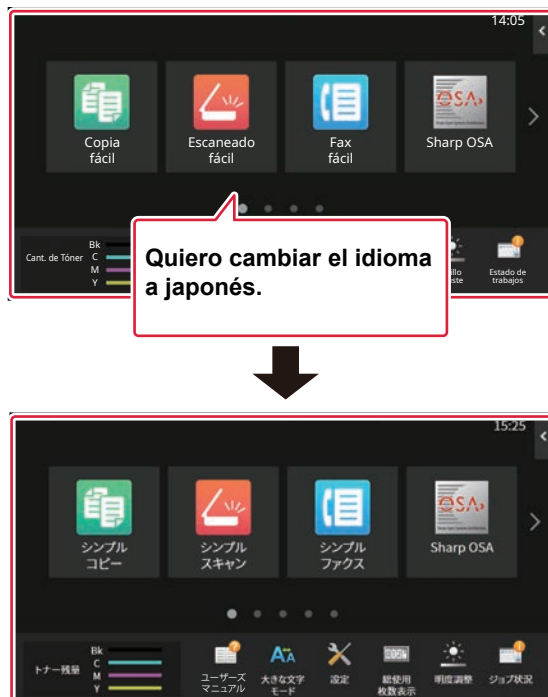 14:05
Copia
fácil
Escaneado
fácil
Fax
fácil
Sharp OSA
Cant. de Tóner
Bk
C
M
Y
Estado de
trabajos
Quiero cambiar el idioma
a japonés.
15:25
シンプル
コピー
シンプル
スキャン
シンプル
ファクス
Sharp OSA
トナー残量
Bk
C
M
Y
ユーザーズ
マニュアル
大きな文字
モード
設定
総使用
枚数表示
明度調整
ジョブ状況